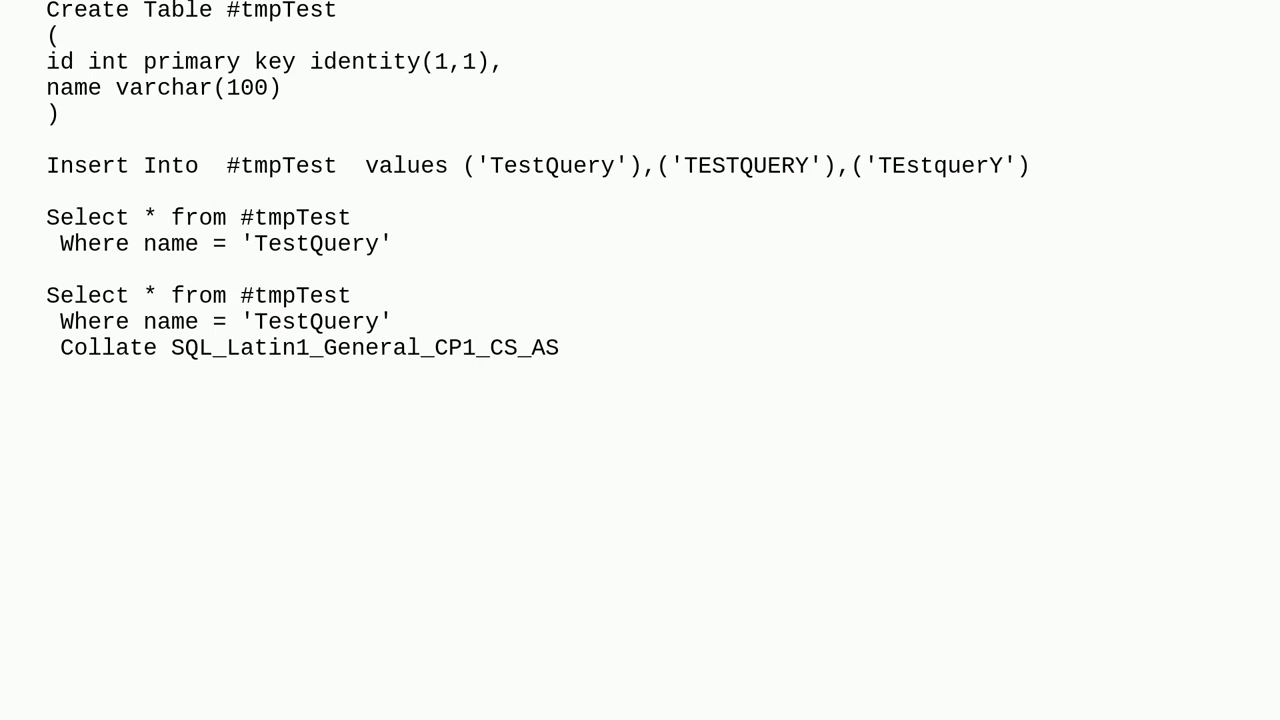 Create Table #tmpTest
(
id int primary key identity(1,1),
name varchar(100)
)
Insert Into  #tmpTest  values ('TestQuery'),('TESTQUERY'),('TEstquerY')
Select * from #tmpTest
 Where name = 'TestQuery'
Select * from #tmpTest
 Where name = 'TestQuery'
 Collate SQL_Latin1_General_CP1_CS_AS